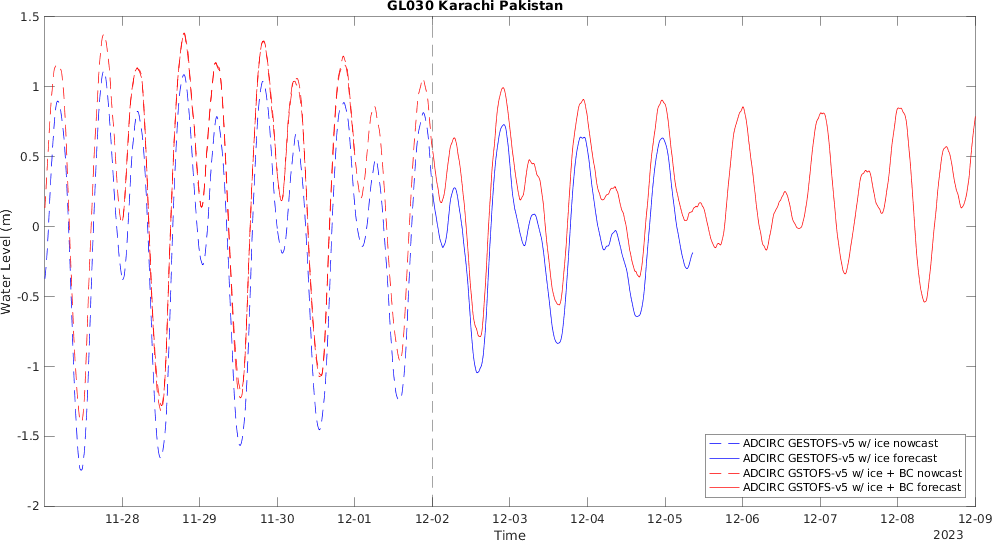 GL030 Karachi Pakistan
1.5
1
0.5
0
-0.5
-1
-1.5
-2
Water Level (m)
ADCIRC GESTOFS-v5 w/ ice nowcast
ADCIRC GESTOFS-v5 w/ ice forecast
ADCIRC GSTOFS-v5 w/ ice + BC nowcast
ADCIRC GSTOFS-v5 w/ ice + BC forecast
11-28 11-29 11-30 12-01 12-02 12-03 12-04 12-05 12-06 12-07 12-08 12-09
Time
2023